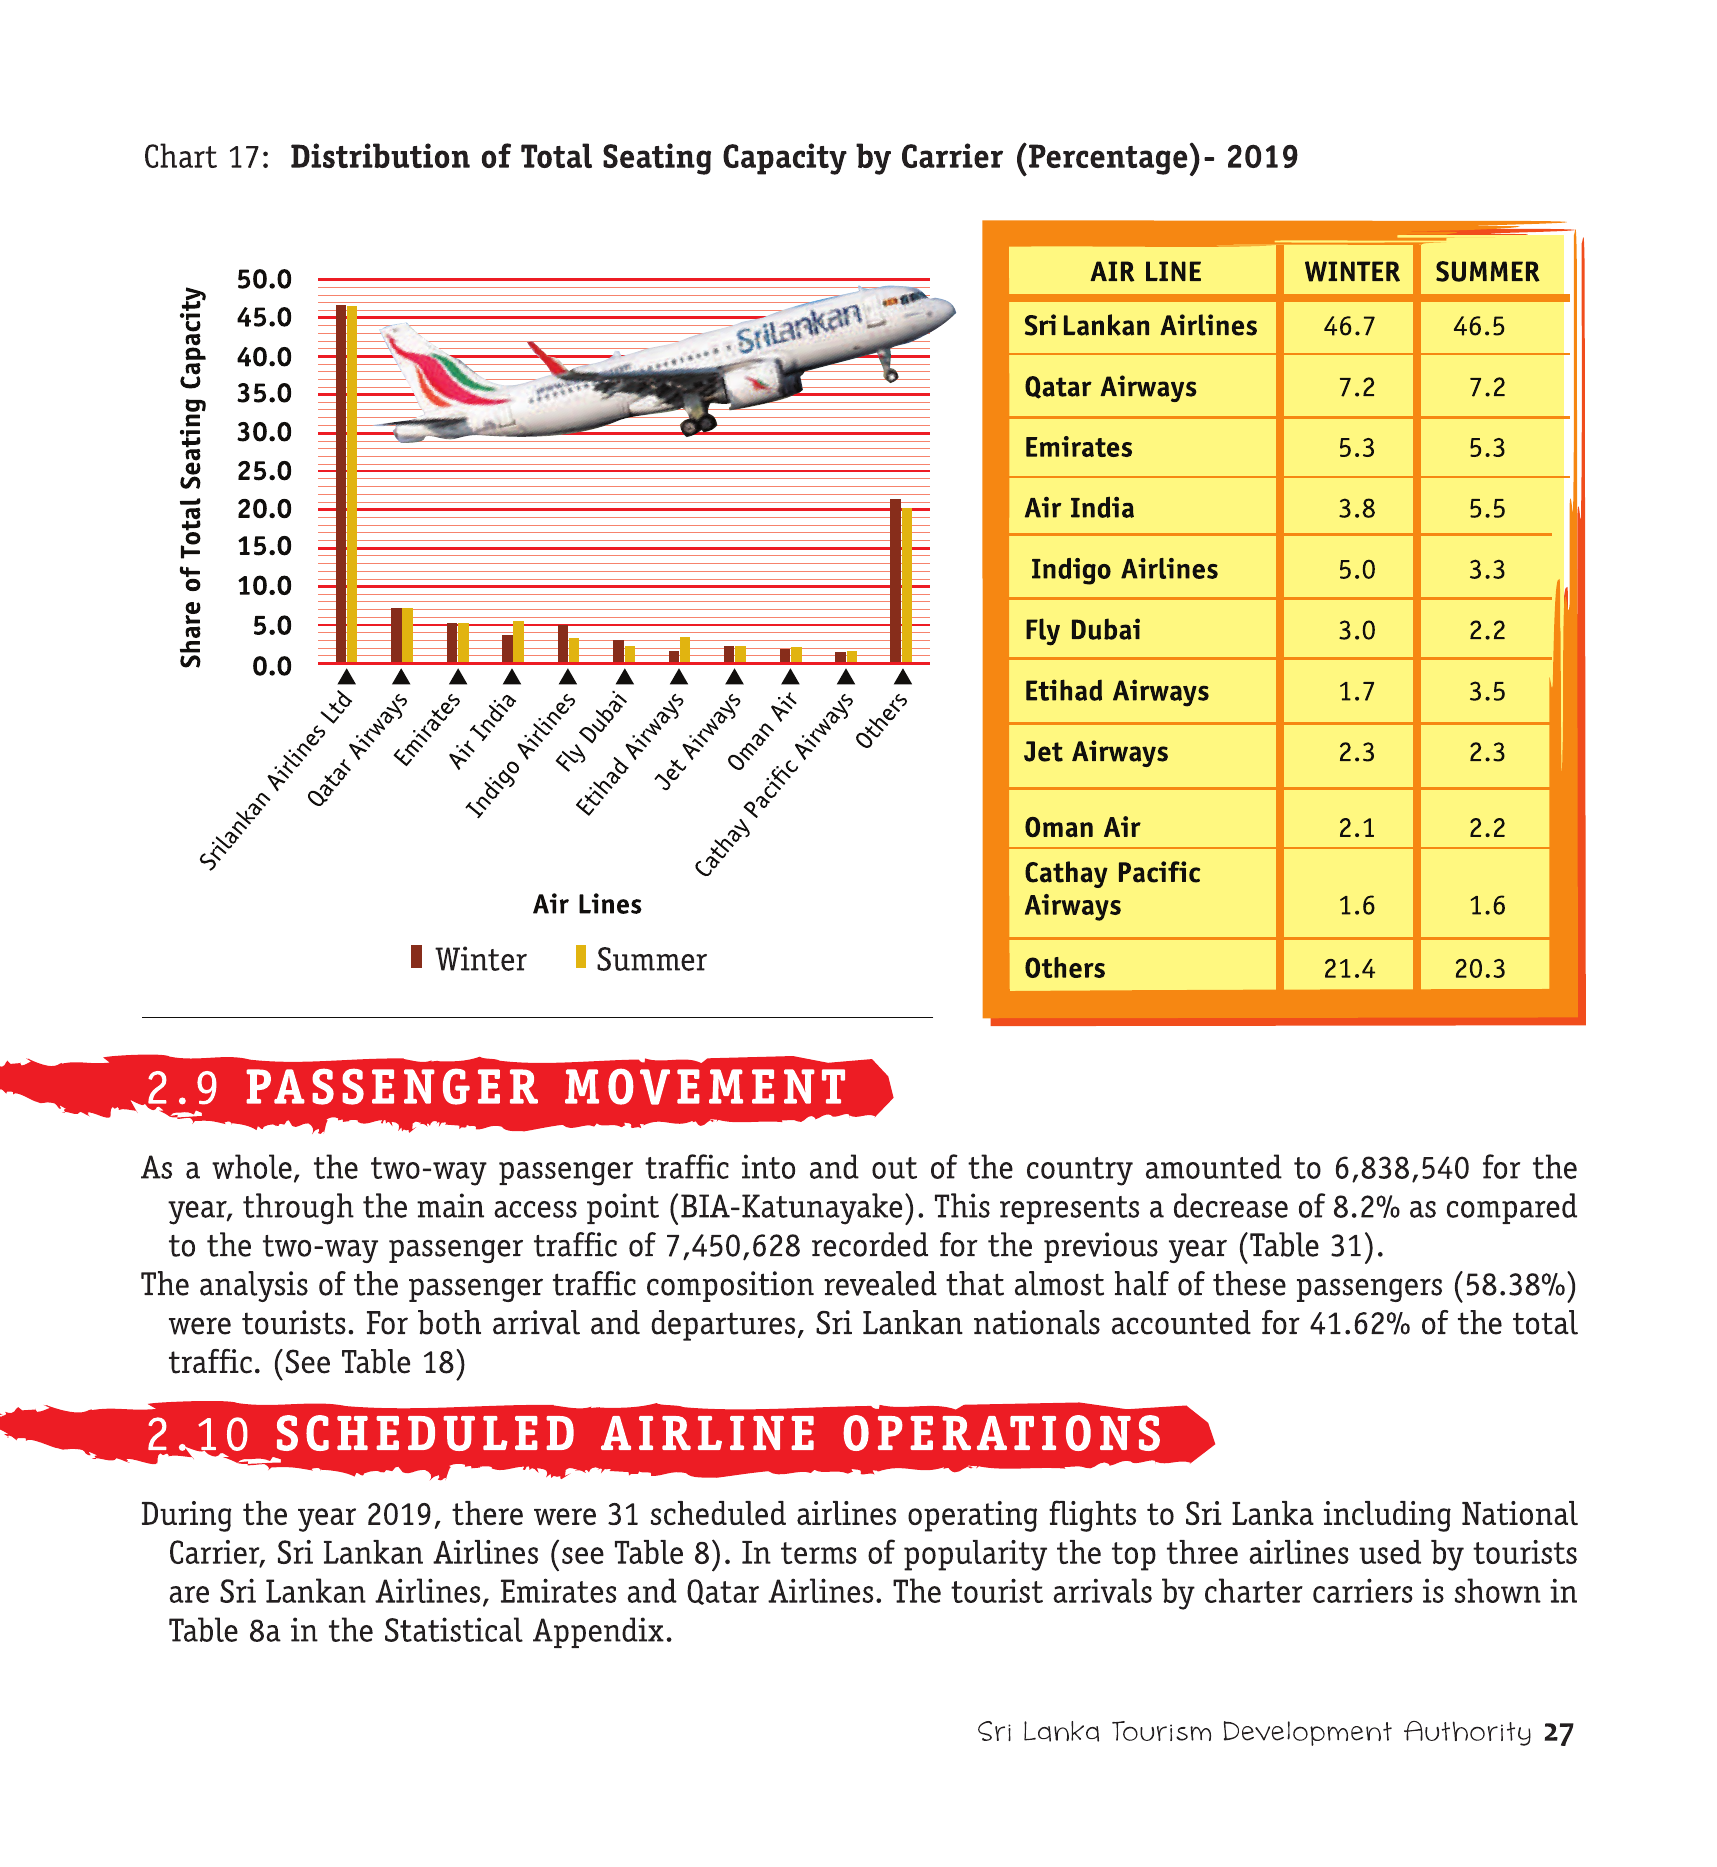 Chart 17: Distribution of Total Seating Capacity by Carrier (Percentage)- 2019
Share of Total Seating Capacity
50.0
45.0
40.0
35.0
30.0
25.0
20.0
15.0
10.0
5.0
0.0
SriLankan
Srilankan Airlines Ltd
Qatar Airways
Emirates
Air India
Indigo Airlines
Fly Dubai
Etihad Airways
Jet Airways
Oman Air
Cathay Pacific Airways
Others
Air Lines
Winter Summer
AIR LINE WINTER SUMMER
Sri Lankan Airlines 46.7 46.5
Qatar Airways 7.2 7.2
Emirates 5.3 5.3
Air India 3.8 5.5
Indigo Airlines 5.0 3.3
Fly Dubai 3.0 2.2
Etihad Airways 1.7 3.5
Jet Airways 2.3 2.3
Oman Air 2.1 2.2
Cathay Pacific
Airways 1.6 1.6
Others 21.4 20.3
2.9 PASSENGER MOVEMENT
As a whole, the two-way passenger traffic into and out of the country amounted to 6,838,540 for the
year, through the main access point (BIA-Katunayake). This represents a decrease of 8.2% as compared
to the two-way passenger traffic of 7,450,628 recorded for the previous year (Table 31).
The analysis of the passenger traffic composition revealed that almost half of these passengers (58.38%)
were tourists. For both arrival and departures, Sri Lankan nationals accounted for 41.62% of the total
traffic. (See Table 18)
2.10 SCHEDULED AIRLINE OPERATIONS
During the year 2019, there were 31 scheduled airlines operating flights to Sri Lanka including National
Carrier, Sri Lankan Airlines (see Table 8). In terms of popularity the top three airlines used by tourists
are Sri Lankan Airlines, Emirates and Qatar Airlines. The tourist arrivals by charter carriers is shown in
Table 8a in the Statistical Appendix.
Sri Lanka Tourism Development Authority 27